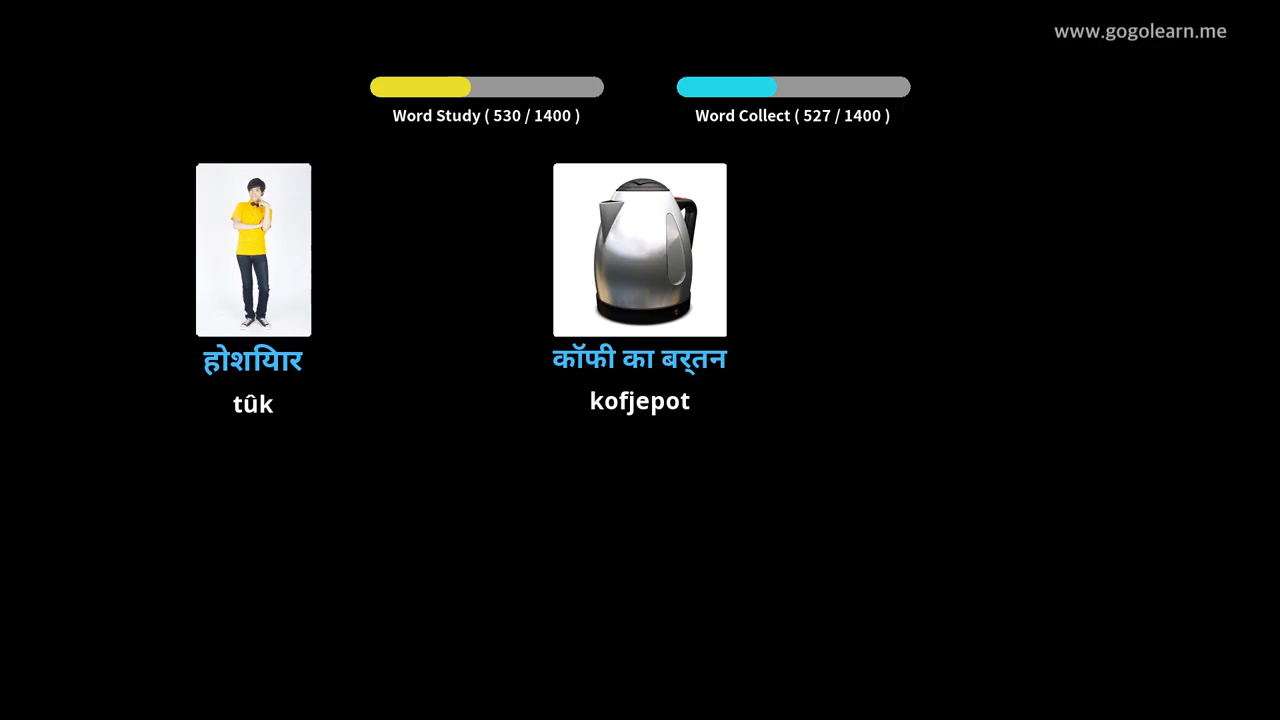 www.gogolearn.me
Word Study ( 530 / 1400 )
Word Collect ( 527 / 1400 )
होशियार
कॉफी का बर्तन
tûk
kofjepot